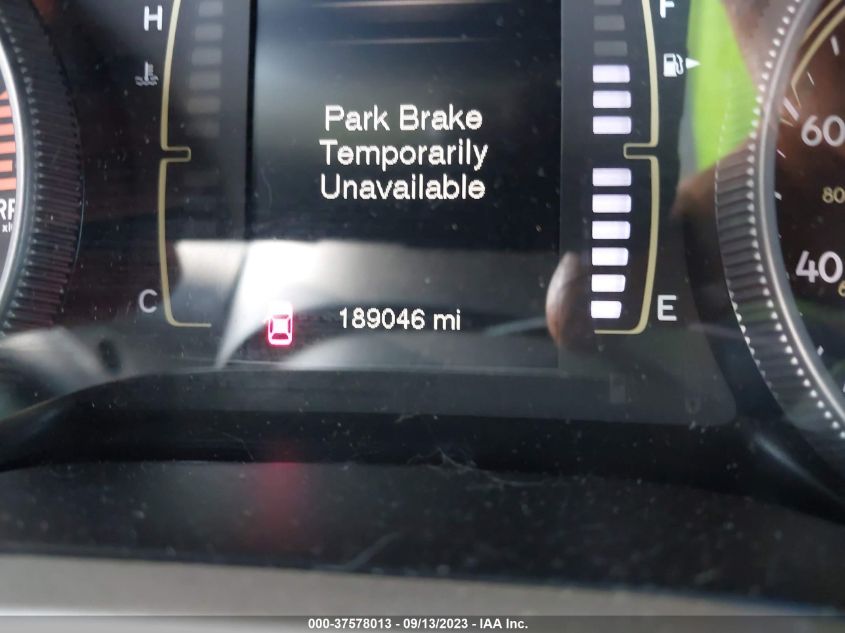 H
F
Park Brake
Temporarily
Unavailable
60
80
40
C
189046 mi
E
000-37578013 - 09/13/2023 - IAA Inc.